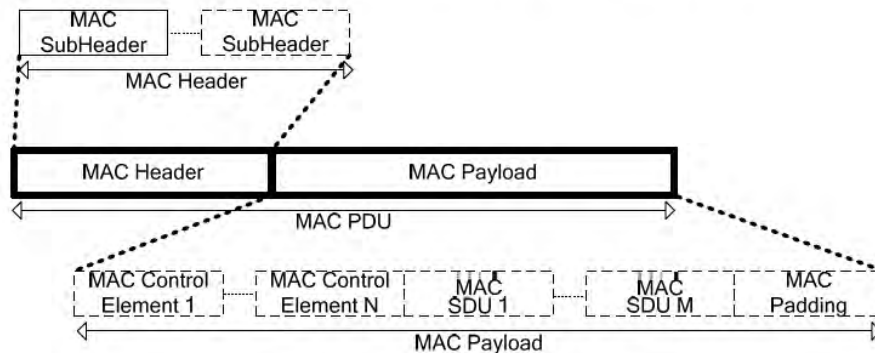 MAC SubHeader
MAC SubHeader
MAC Header
MAC Header
MAC Payload
MAC PDU
MAC Control Element 1
MAC Control Element N
MAC SDU 1
MAC SDU M
MAC Padding
MAC Payload